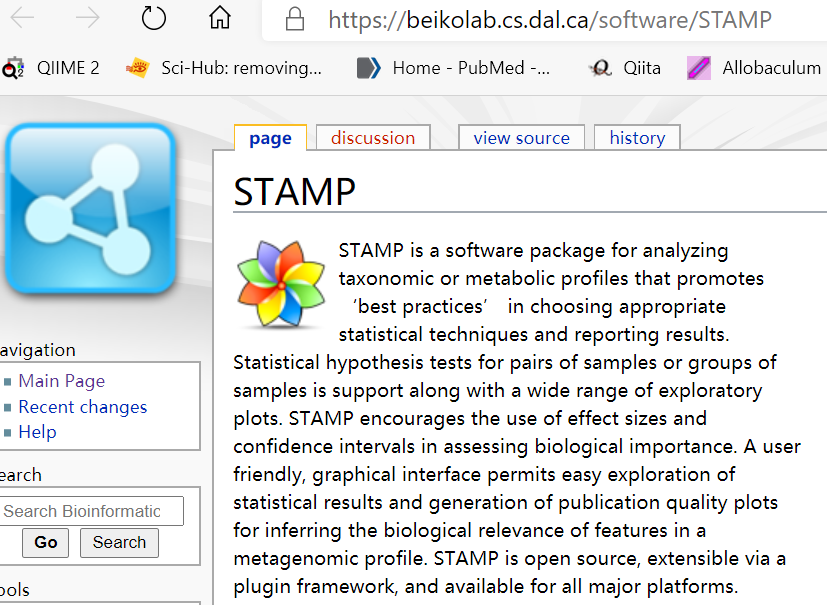 https://beikolab.cs.dal.ca/software/STAMP
QIIME 2 Sci-Hub: removing... Home - PubMed -... Qiita Allobaculum
page discussion view source history
STAMP
STAMP is a software package for analyzing
taxonomic or metabolic profiles that promotes
‘best practices’ in choosing appropriate
statistical techniques and reporting results.
Statistical hypothesis tests for pairs of samples or groups of
samples is support along with a wide range of exploratory
plots. STAMP encourages the use of effect sizes and
confidence intervals in assessing biological importance. A user
friendly, graphical interface permits easy exploration of
statistical results and generation of publication quality plots
for inferring the biological relevance of features in a
metagenomic profile. STAMP is open source, extensible via a
plugin framework, and available for all major platforms.
avigation
Main Page
Recent changes
Help
earch
Search Bioinformatic
Go Search
ools